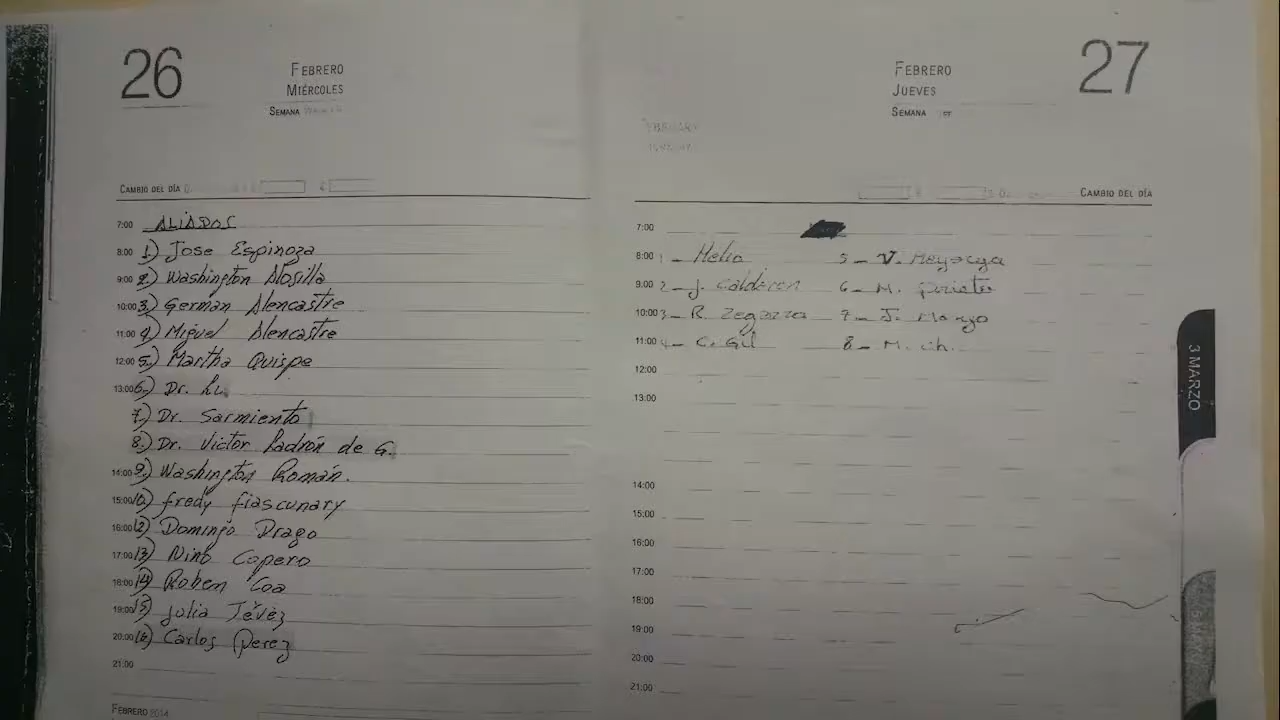 26
FEBRERO
MIÉRCOLES
SEMANA
CAMBIO DEL DÍA
7:00 ALIADOS
8:00 1) Jose Espinoza
9:00 2) Washington Alosilla
10:00 3) German Alencastre
11:00 4) Miguel Alencastre
12:00 5) Martha Quispe
13:00 6) Dr. Lu.
7) Dr. Sarmiento
8) Dr. Victor Padrón de G.
14:00 9) Washington Román.
15:00 10) fredy fiascunary
16:00 12) Domingo Drago
17:00 13) Nino Capero
18:00 14) Roben Coa
19:00 15) Julia Tévez
20:00 16) Carlos Perez
21:00
FEBRERO 2014
27
FEBRERO
JUEVES
SEMANA
CAMBIO DEL DÍA
7:00
8:00 1 - Helio 5 - V.
9:00 2 - J. Calderon 6 - M.
10:00 3 - R. Zegarra 7 - J. Manzo
11:00 4 - C. Gil 8 - M. ch.
12:00
13:00
14:00
15:00
16:00
17:00
18:00
19:00
20:00
21:00
3 MARZO